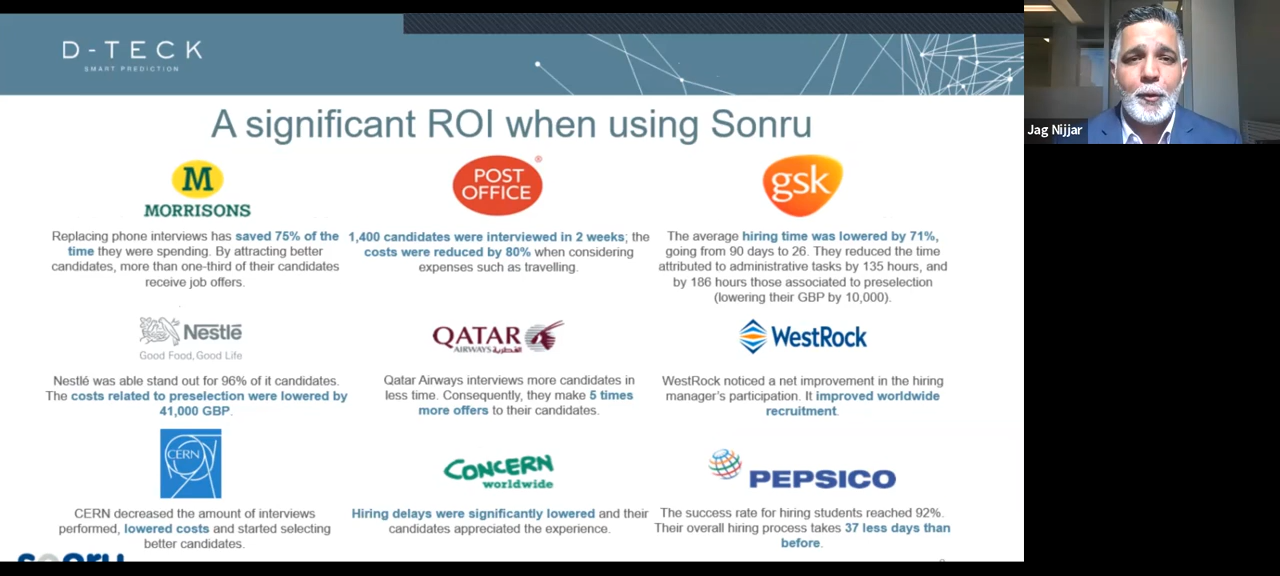 D-TECK
SMART PREDICTION
Jag Nijjar
A significant ROI when using Sonru
M
MORRISONS
Replacing phone interviews has saved 75% of the
time they were spending. By attracting better
candidates, more than one-third of their candidates
receive job offers.
POST
OFFICE
®
1,400 candidates were interviewed in 2 weeks; the
costs were reduced by 80% when considering
expenses such as travelling.
gsk
The average hiring time was lowered by 71%,
going from 90 days to 26. They reduced the time
attributed to administrative tasks by 135 hours, and
by 186 hours those associated to preselection
(lowering their GBP by 10,000).
Nestlé
Good Food, Good Life
Nestlé was able stand out for 96% of it candidates.
The costs related to preselection were lowered by
41,000 GBP.
QATAR
AIRWAYS القطرية
Qatar Airways interviews more candidates in
less time. Consequently, they make 5 times
more offers to their candidates.
WestRock
WestRock noticed a net improvement in the hiring
manager's participation. It improved worldwide
recruitment.
CERN
CERN decreased the amount of interviews
performed, lowered costs and started selecting
better candidates.
CONCERN
worldwide
Hiring delays were significantly lowered and their
candidates appreciated the experience.
PEPSICO
The success rate for hiring students reached 92%.
Their overall hiring process takes 37 less days than
before.
sonru